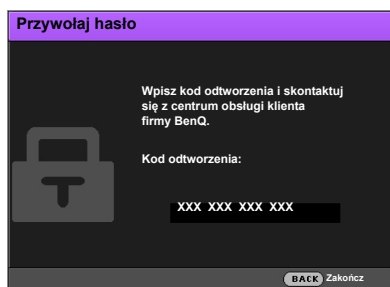 Przywołaj hasło
Wpisz kod odtworzenia i skontaktuj
się z centrum obsługi klienta
firmy BenQ.
Kod odtworzenia:
XXX XXX XXX XXX
BACK Zakończ